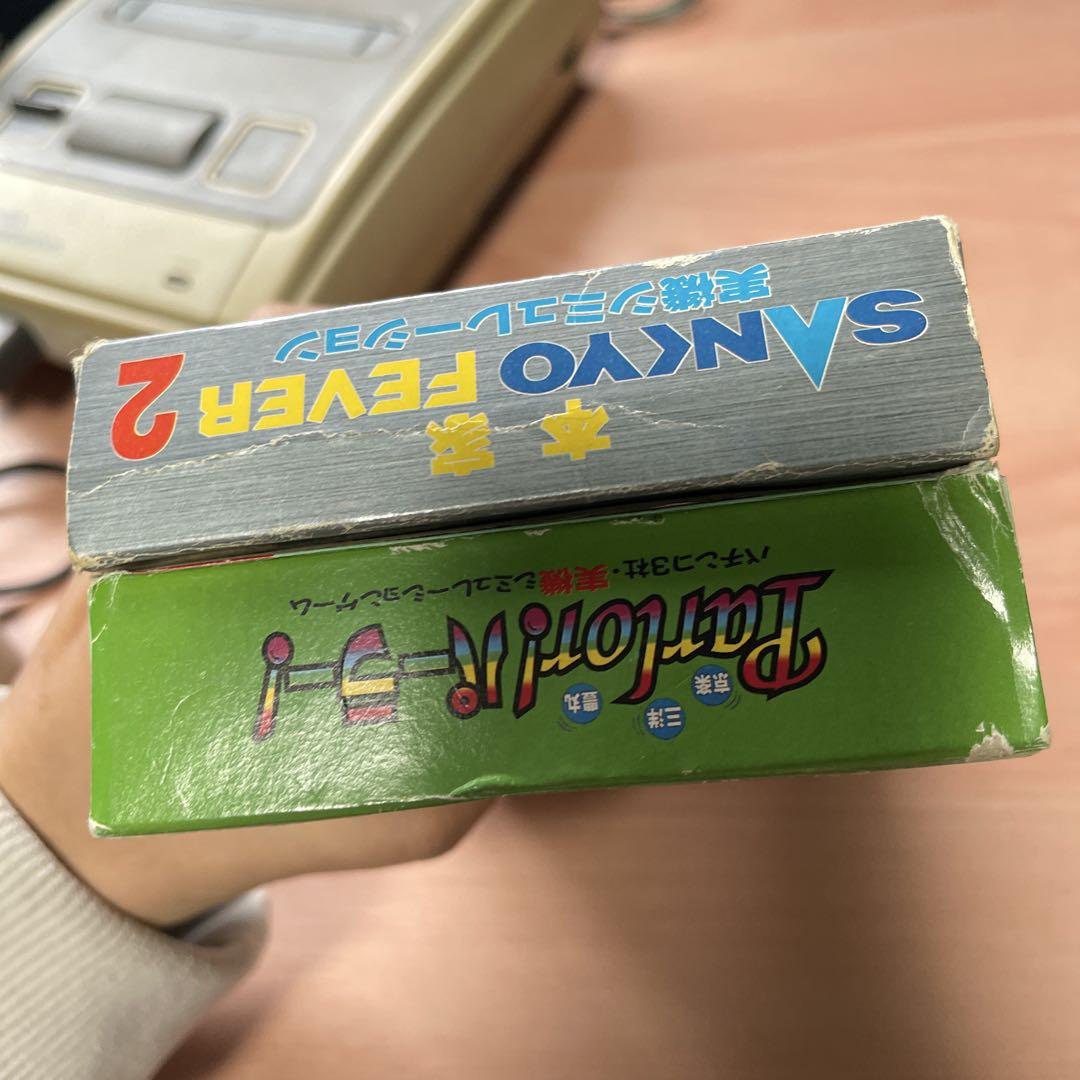 本家
SANKYO FEVER 2
実機シミュレーション
京楽 三洋 豊丸
Parlor!パーラー!
パチンコ3社・実機シミュレーションゲーム